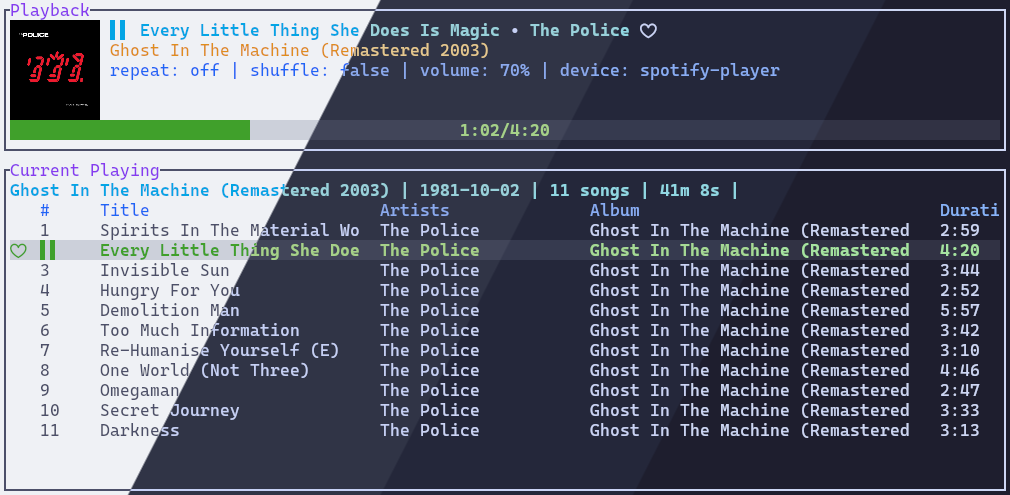 Playback
THE POLICE
Every Little Thing She Does Is Magic • The Police ♡
Ghost In The Machine (Remastered 2003)
repeat: off | shuffle: false | volume: 70% | device: spotify-player
1:02/4:20
Current Playing
Ghost In The Machine (Remastered 2003) | 1981-10-02 | 11 songs | 41m 8s |
# Title Artists Album Durati
1 Spirits In The Material Wo The Police Ghost In The Machine (Remastered 2:59
♡ Every Little Thing She Doe The Police Ghost In The Machine (Remastered 4:20
3 Invisible Sun The Police Ghost In The Machine (Remastered 3:44
4 Hungry For You The Police Ghost In The Machine (Remastered 2:52
5 Demolition Man The Police Ghost In The Machine (Remastered 5:57
6 Too Much Information The Police Ghost In The Machine (Remastered 3:42
7 Re-Humanise Yourself (E) The Police Ghost In The Machine (Remastered 3:10
8 One World (Not Three) The Police Ghost In The Machine (Remastered 4:46
9 Omegaman The Police Ghost In The Machine (Remastered 2:47
10 Secret Journey The Police Ghost In The Machine (Remastered 3:33
11 Darkness The Police Ghost In The Machine (Remastered 3:13